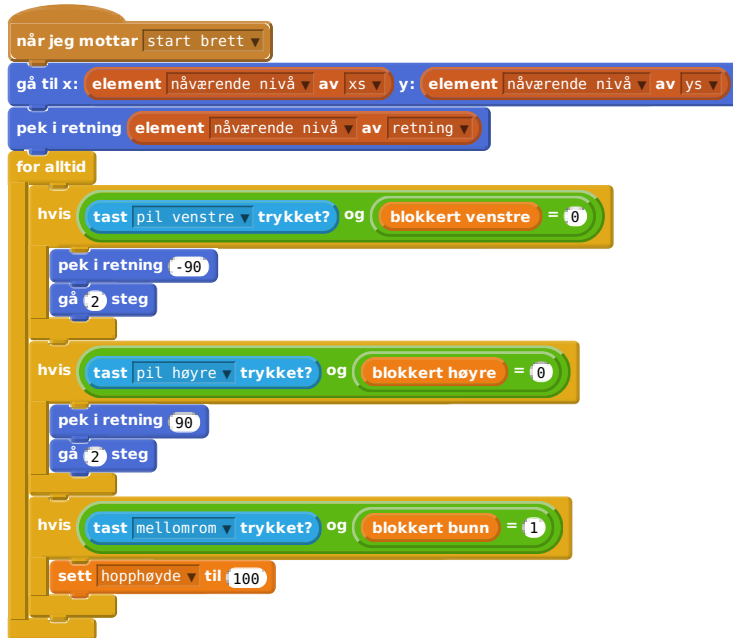 når jeg mottar start brett
gå til x: element nåværende nivå av xs y: element nåværende nivå av ys
pek i retning element nåværende nivå av retning
for alltid
hvis tast pil venstre trykket? og blokkert venstre = 0
pek i retning -90
gå 2 steg
hvis tast pil høyre trykket? og blokkert høyre = 0
pek i retning 90
gå 2 steg
hvis tast mellomrom trykket? og blokkert bunn = 1
sett hopphøyde til 100